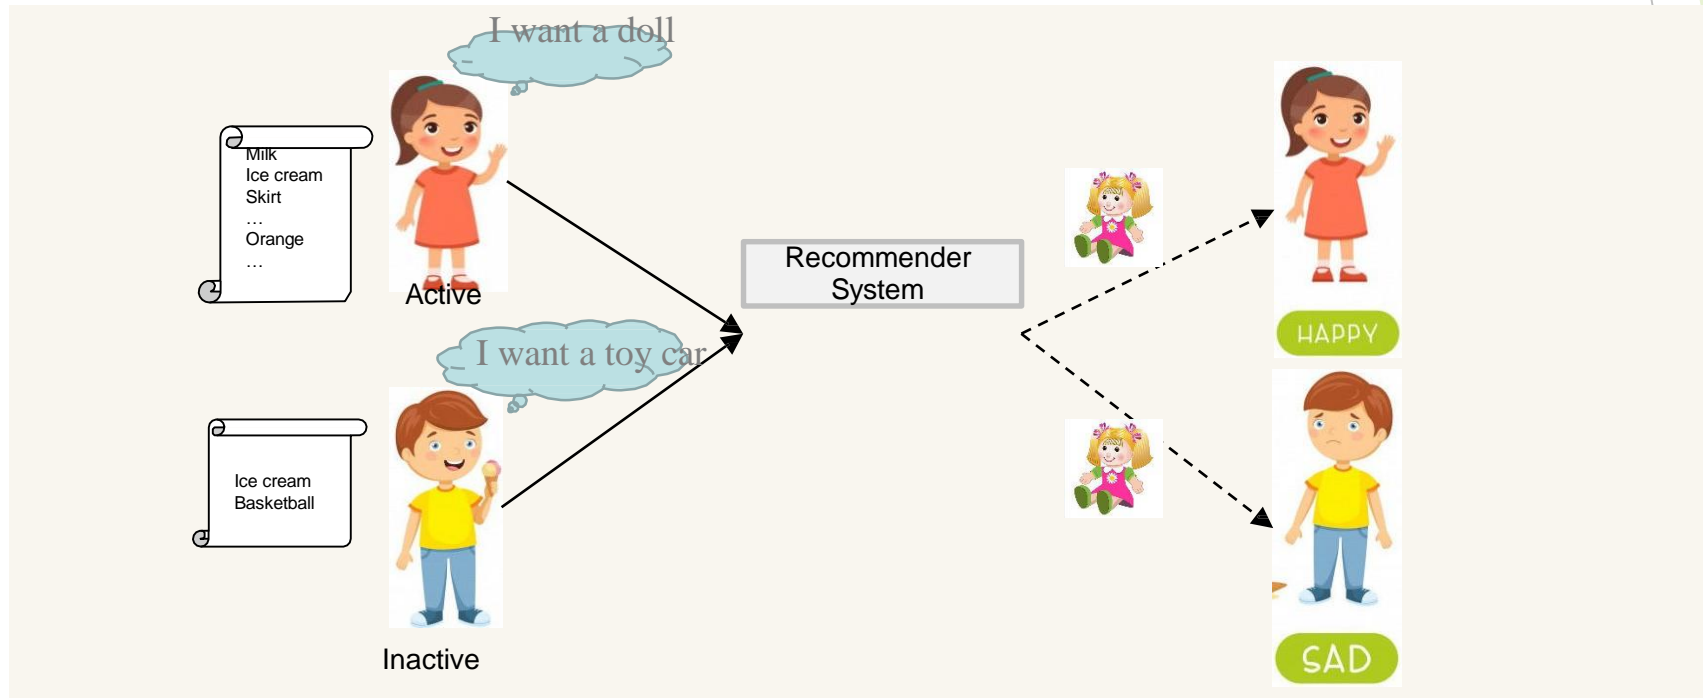 I want a doll
Milk
Ice cream
Skirt
…
Orange
…
Active
Recommender
System
HAPPY
I want a toy car
Ice cream
Basketball
Inactive
SAD